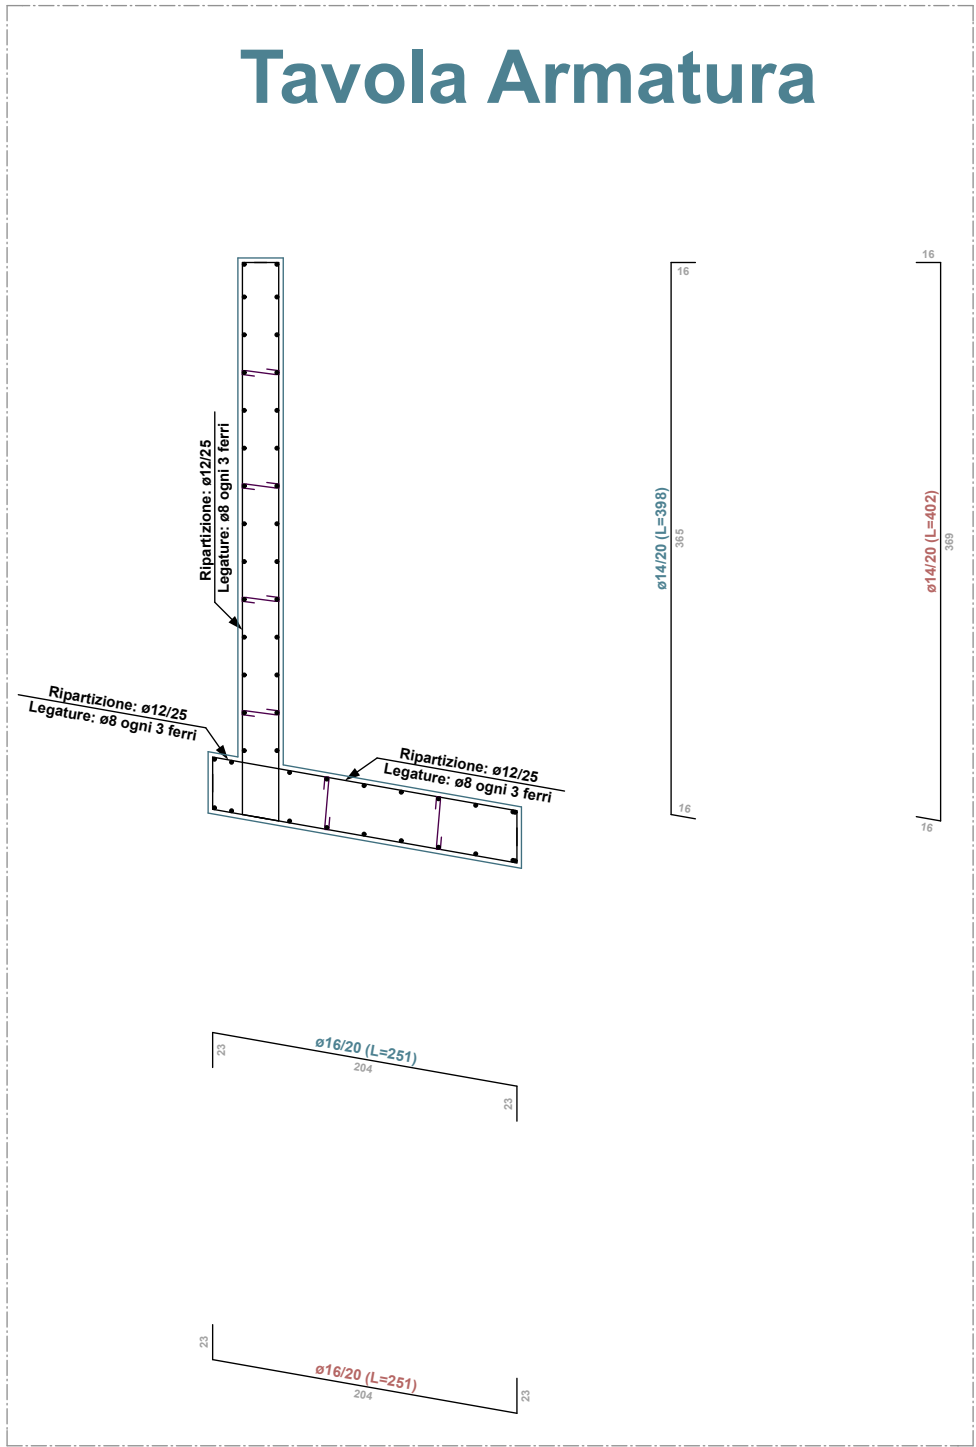 Tavola Armatura
16
16
Ripartizione: ø12/25
Legature: ø8 ogni 3 ferri
ø14/20 (L=398)
365
ø14/20 (L=402)
369
Ripartizione: ø12/25
Legature: ø8 ogni 3 ferri
Ripartizione: ø12/25
Legature: ø8 ogni 3 ferri
16
16
ø16/20 (L=251)
23
204
23
23
ø16/20 (L=251)
204
23